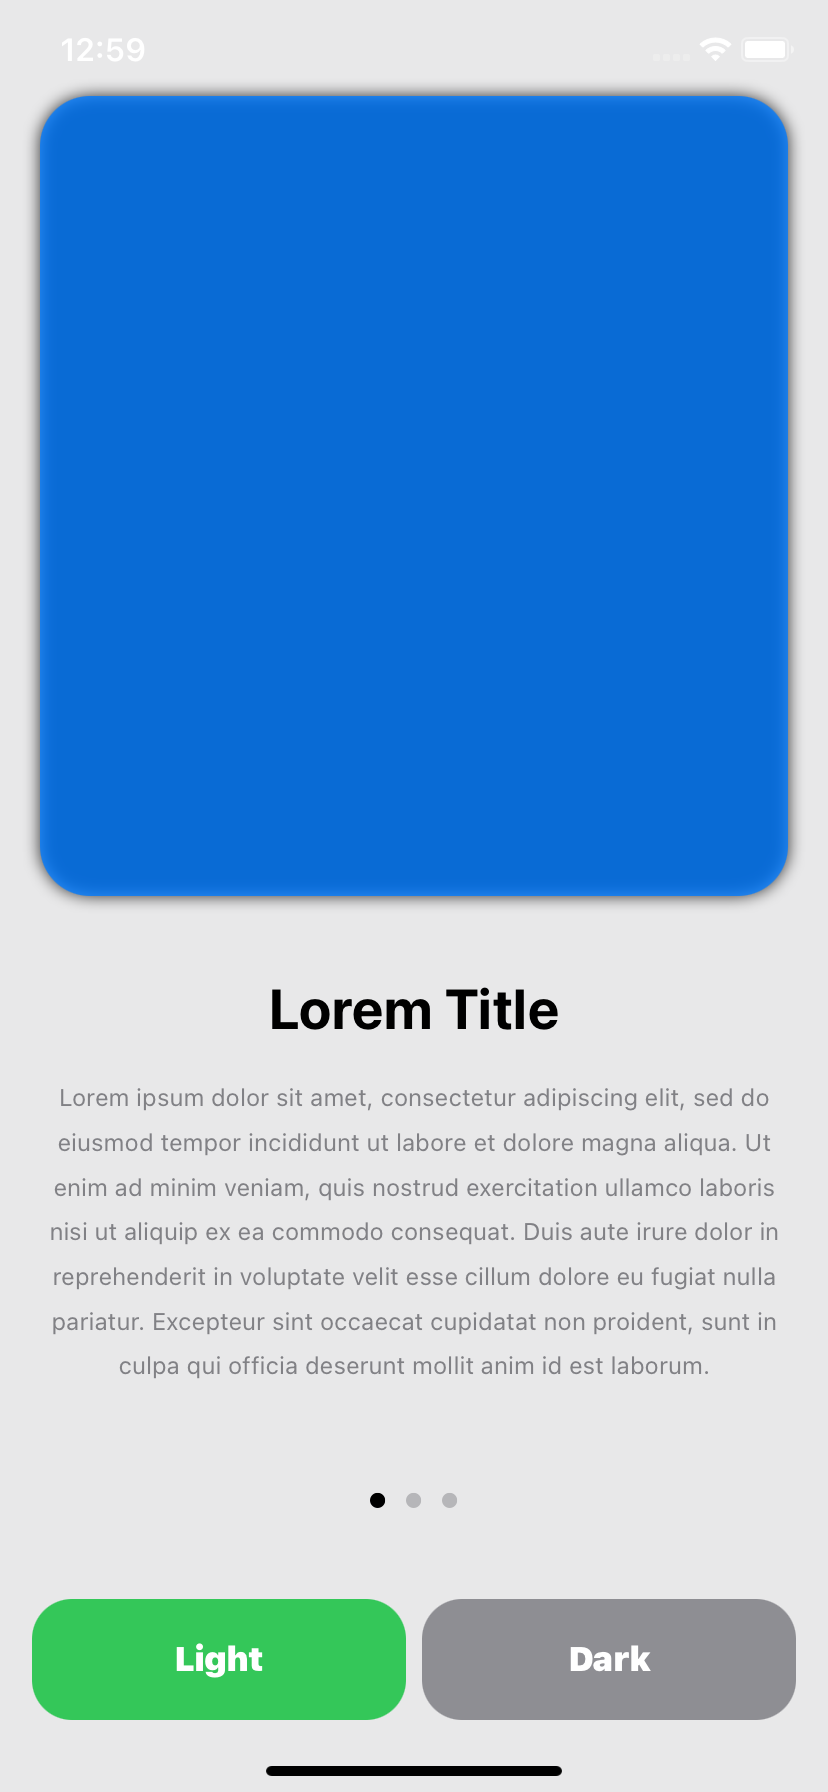 12:59
Lorem Title
Lorem ipsum dolor sit amet, consectetur adipiscing elit, sed do
eiusmod tempor incididunt ut labore et dolore magna aliqua. Ut
enim ad minim veniam, quis nostrud exercitation ullamco laboris
nisi ut aliquip ex ea commodo consequat. Duis aute irure dolor in
reprehenderit in voluptate velit esse cillum dolore eu fugiat nulla
pariatur. Excepteur sint occaecat cupidatat non proident, sunt in
culpa qui officia deserunt mollit anim id est laborum.
Light
Dark